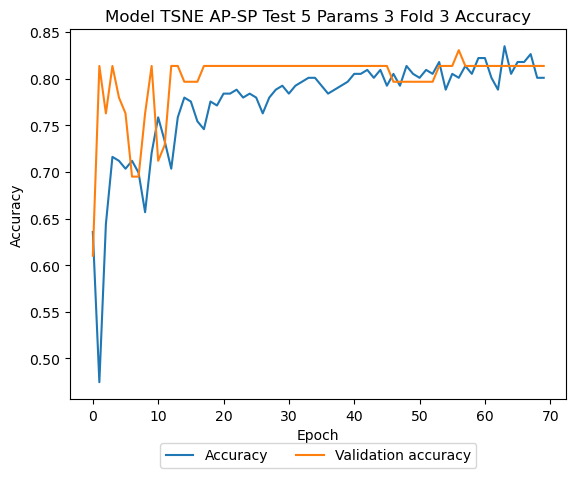 Model TSNE AP-SP Test 5 Params 3 Fold 3 Accuracy
0.85
0.80
0.75
0.70
0.65
0.60
0.55
0.50
Accuracy
0 10 20 30 40 50 60 70
Epoch
Accuracy Validation accuracy